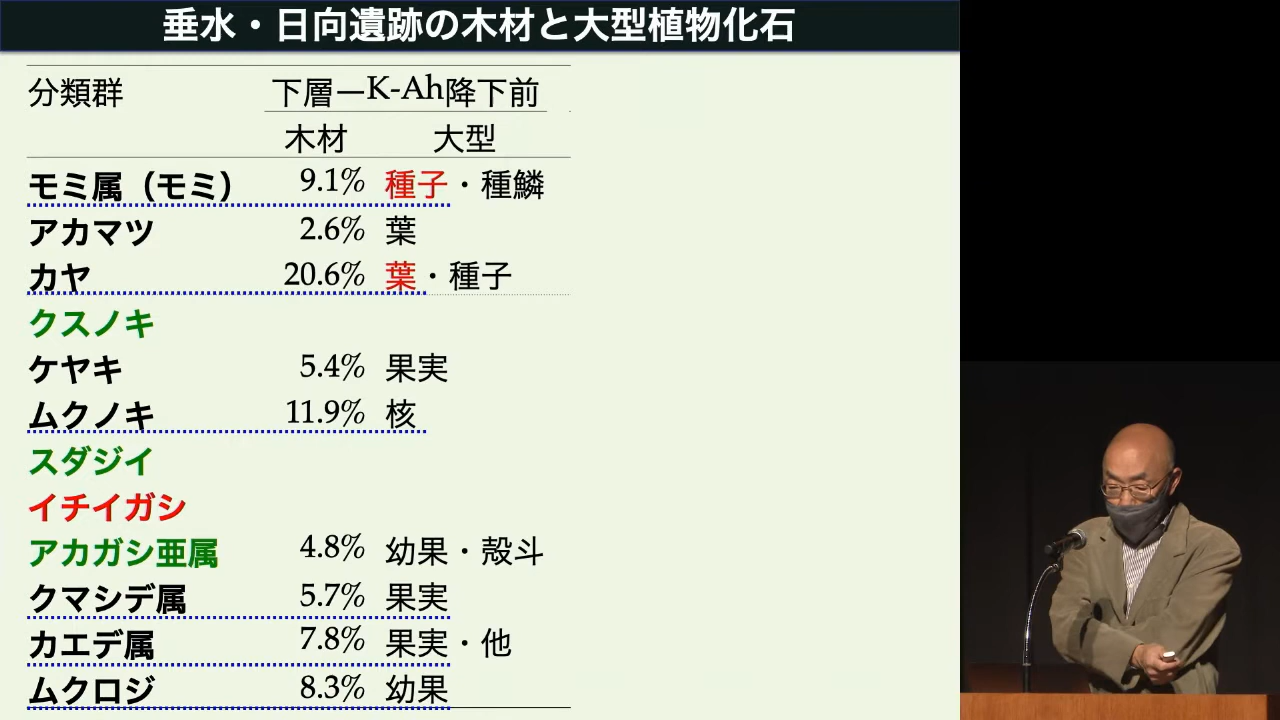 垂水・日向遺跡の木材と大型植物化石
分類群 下層―K-Ah降下前
木材 大型
モミ属（モミ） 9.1% 種子・種鱗
アカマツ 2.6% 葉
カヤ 20.6% 葉・種子
クスノキ
ケヤキ 5.4% 果実
ムクノキ 11.9% 核
スダジイ
イチイガシ
アカガシ亜属 4.8% 幼果・殻斗
クマシデ属 5.7% 果実
カエデ属 7.8% 果実・他
ムクロジ 8.3% 幼果